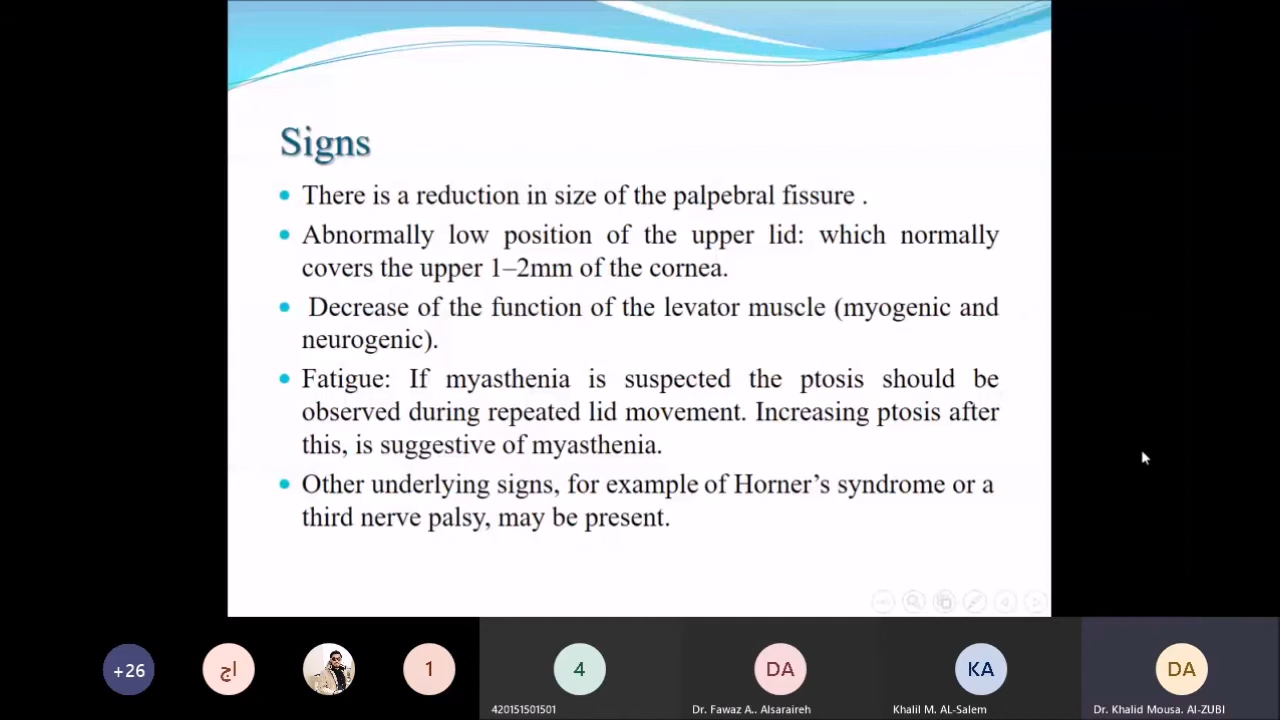 Signs
There is a reduction in size of the palpebral fissure .
Abnormally low position of the upper lid: which normally
covers the upper 1–2mm of the cornea.
Decrease of the function of the levator muscle (myogenic and
neurogenic).
Fatigue: If myasthenia is suspected the ptosis should be
observed during repeated lid movement. Increasing ptosis after
this, is suggestive of myasthenia.
Other underlying signs, for example of Horner’s syndrome or a
third nerve palsy, may be present.
+26
اج
1
4
DA
KA
DA
420151501501
Dr. Fawaz A.. Alsaraireh
Khalil M. AL-Salem
Dr. Khalid Mousa. Al-ZUBI